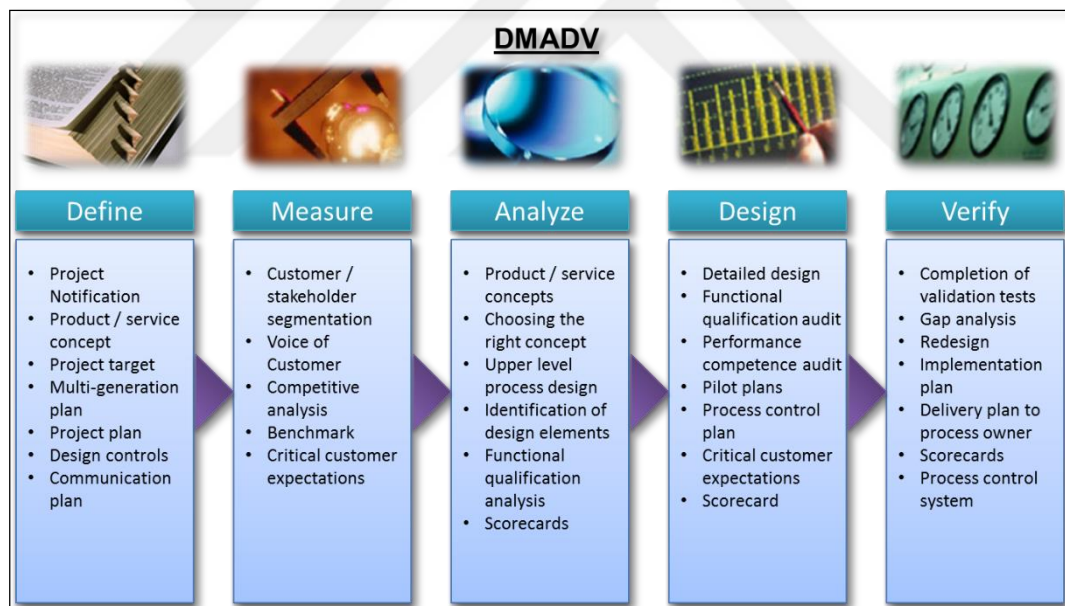 DMADV
Define
• Project
Notification
• Product / service
concept
• Project target
• Multi-generation
plan
• Project plan
• Design controls
• Communication
plan
Measure
• Customer /
stakeholder
segmentation
• Voice of
Customer
• Competitive
analysis
• Benchmark
• Critical customer
expectations
Analyze
• Product / service
concepts
• Choosing the
right concept
• Upper level
process design
• Identification of
design elements
• Functional
qualification
analysis
• Scorecards
Design
• Detailed design
• Functional
qualification audit
• Performance
competence audit
• Pilot plans
• Process control
plan
• Critical customer
expectations
• Scorecard
Verify
• Completion of
validation tests
• Gap analysis
• Redesign
• Implementation
plan
• Delivery plan to
process owner
• Scorecards
• Process control
system